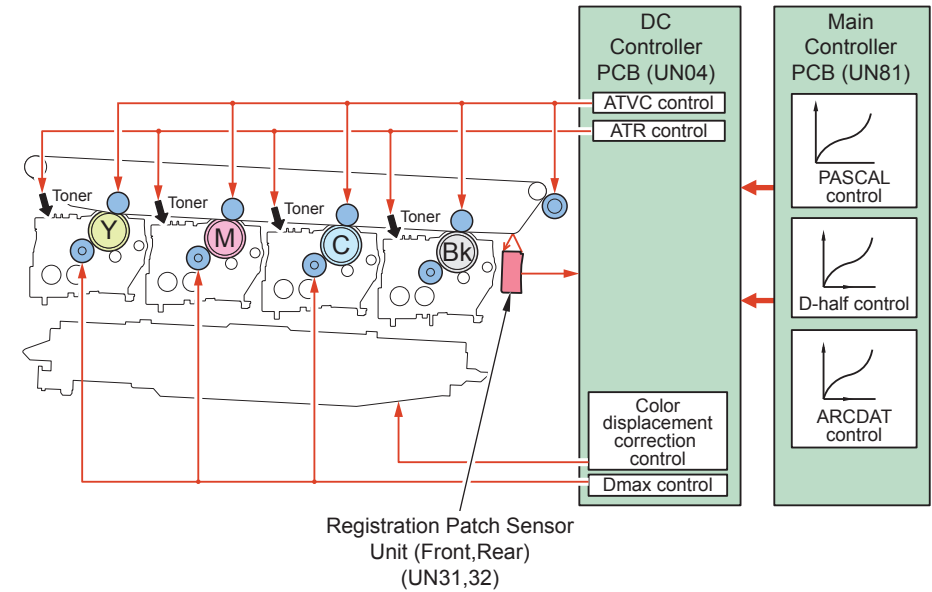 DC
Controller
PCB (UN04)
ATVC control
ATR control
Color
displacement
correction
control
Dmax control
Main
Controller
PCB (UN81)
PASCAL
control
D-half control
ARCDAT
control
Toner
Toner
Toner
Toner
Y
M
C
Bk
Registration Patch Sensor
Unit (Front,Rear)
(UN31,32)